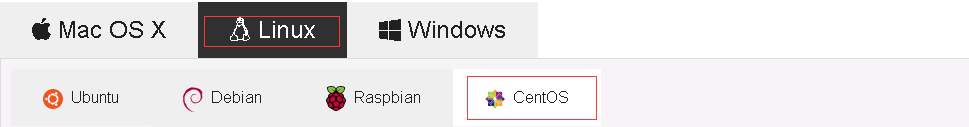 Mac OS X Linux Windows
Ubuntu Debian Raspbian CentOS